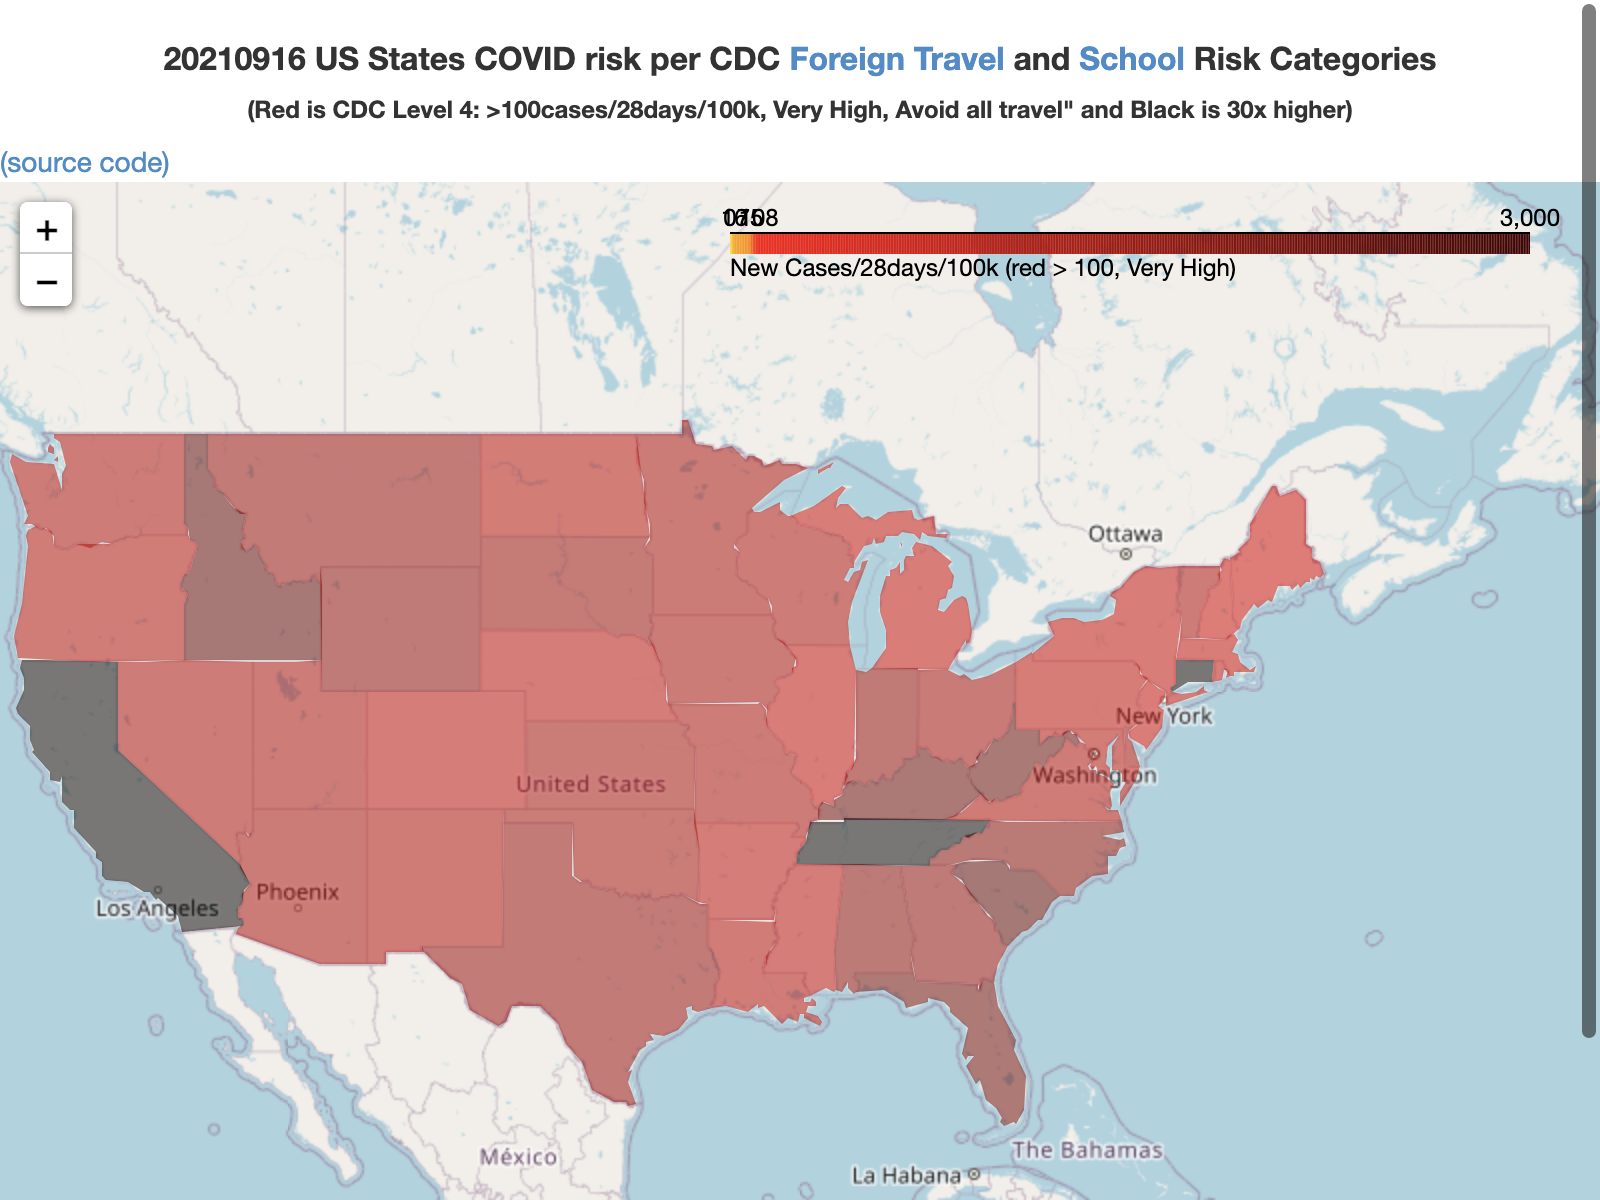 20210916 US States COVID risk per CDC Foreign Travel and School Risk Categories
(Red is CDC Level 4: >100cases/28days/100k, Very High, Avoid all travel" and Black is 30x higher)
(source code)
+
−
3,000
New Cases/28days/100k (red > 100, Very High)
Ottawa
New York
Washington
United States
Phoenix
Los Angeles
México
The Bahamas
La Habana